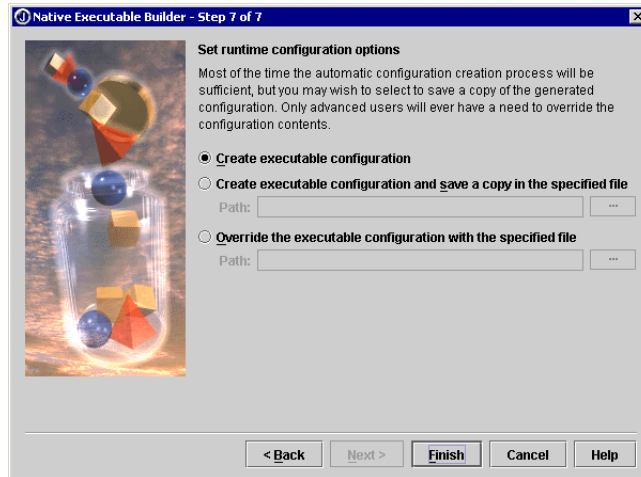 Native Executable Builder - Step 7 of 7
Set runtime configuration options
Most of the time the automatic configuration creation process will be
sufficient, but you may wish to select to save a copy of the generated
configuration. Only advanced users will ever have a need to override the
configuration contents.
Create executable configuration
Create executable configuration and save a copy in the specified file
Path: ...
Override the executable configuration with the specified file
Path: ...
< Back Next > Finish Cancel Help